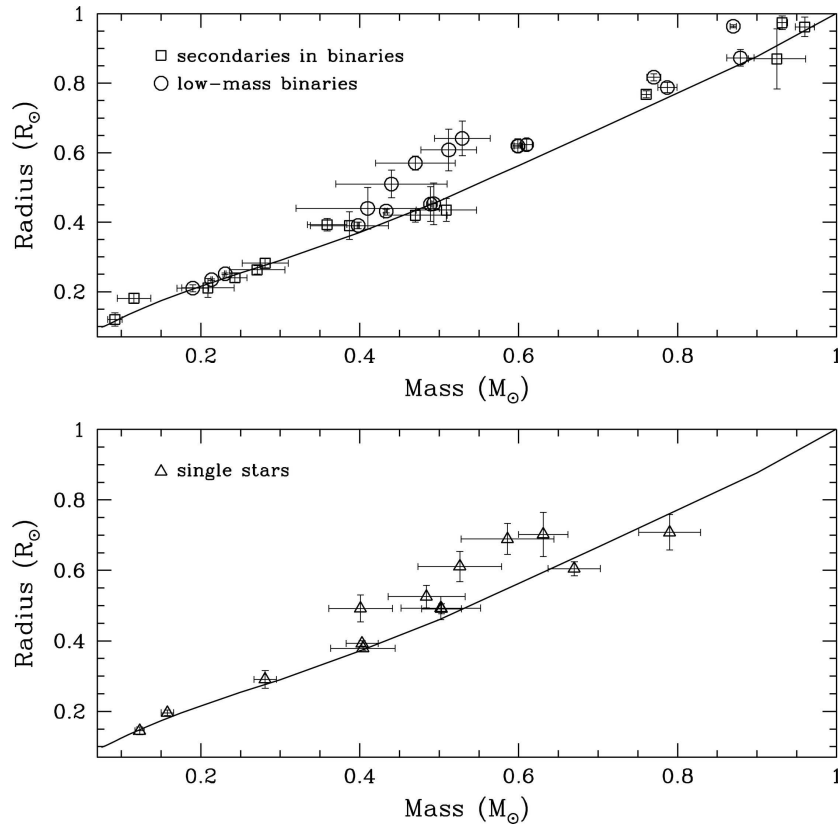 1
0.8
0.6
0.4
0.2
Radius (R⊙)
□ secondaries in binaries
○ low-mass binaries
0.2 0.4 0.6 0.8 1
Mass (M⊙)
1
0.8
0.6
0.4
0.2
Radius (R⊙)
△ single stars
0.2 0.4 0.6 0.8 1
Mass (M⊙)